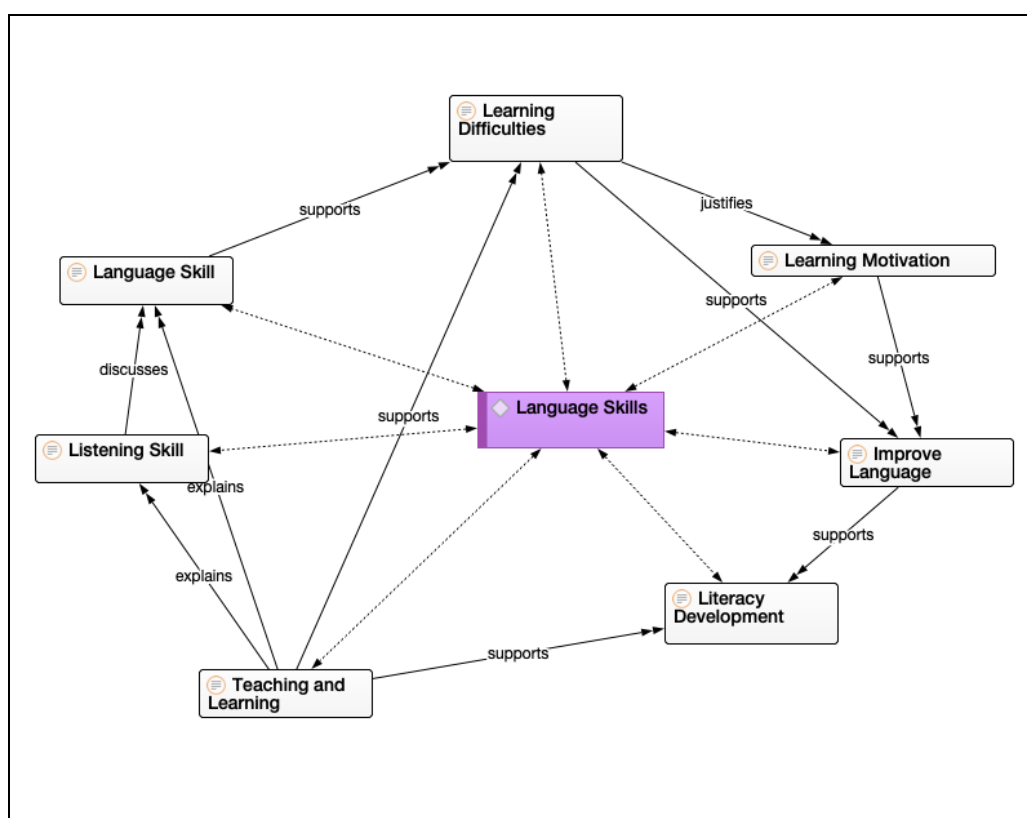 Learning
Difficulties
supports
justifies
Language Skill
Learning Motivation
supports
supports
discusses
Language Skills
supports
Listening Skill
Improve
Language
explains
supports
explains
Literacy
Development
supports
Teaching and
Learning